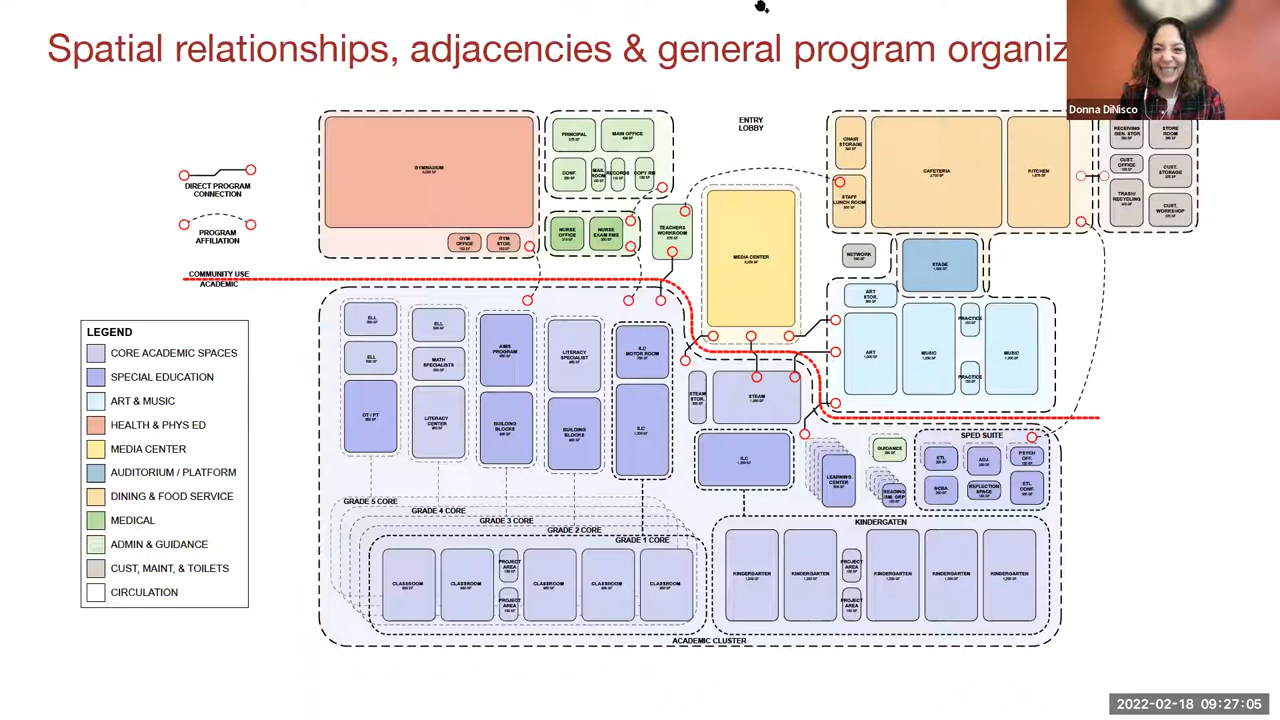 Spatial relationships, adjacencies & general program organiz
Donna DiNisco
DIRECT PROGRAM
CONNECTION
PROGRAM
AFFILIATION
COMMUNITY USE
ACADEMIC
LEGEND
CORE ACADEMIC SPACES
SPECIAL EDUCATION
ART & MUSIC
HEALTH & PHYS ED
MEDIA CENTER
AUDITORIUM / PLATFORM
DINING & FOOD SERVICE
MEDICAL
ADMIN & GUIDANCE
CUST, MAINT, & TOILETS
CIRCULATION
GYMNASIUM
GYM
OFFICE
GYM
STOR.
PRINCIPAL
MAIN OFFICE
CONF.
MAIL
ROOM
RECORDS
COPY RM
NURSE
OFFICE
NURSE
EXAM RMS
TEACHERS
WORKROOM
ENTRY
LOBBY
MEDIA CENTER
CHAIR
STORAGE
STAFF
LUNCH ROOM
CAFETERIA
KITCHEN
RECEIVING
GEN. STOR.
STORE
ROOM
CUST.
OFFICE
CUST.
STORAGE
TRASH/
RECYCLING
CUST.
WORKSHOP
NETWORK
STAGE
ART
STOR.
ART
MUSIC
PRACTICE
PRACTICE
MUSIC
ELL
ELL
OT / PT
ELL
MATH
SPECIALISTS
LITERACY
CENTER
AIMS
PROGRAM
BUILDING
BLOCKS
LITERACY
SPECIALIST
BUILDING
BLOCKS
ILC
MOTOR ROOM
ILC
STEAM
STOR.
STEAM
ILC
LEARNING
CENTER
GUIDANCE
READING
SM. GRP
SPED SUITE
ETL
ADJ.
PSYCH
OFF.
BCBA
REFLECTION
SPACE
ETL
CONF.
GRADE 5 CORE
GRADE 4 CORE
GRADE 3 CORE
GRADE 2 CORE
GRADE 1 CORE
CLASSROOM
CLASSROOM
PROJECT
AREA
PROJECT
AREA
CLASSROOM
CLASSROOM
CLASSROOM
KINDERGATEN
KINDERGARTEN
KINDERGARTEN
PROJECT
AREA
PROJECT
AREA
KINDERGARTEN
KINDERGARTEN
KINDERGARTEN
ACADEMIC CLUSTER
2022-02-18 09:27:05